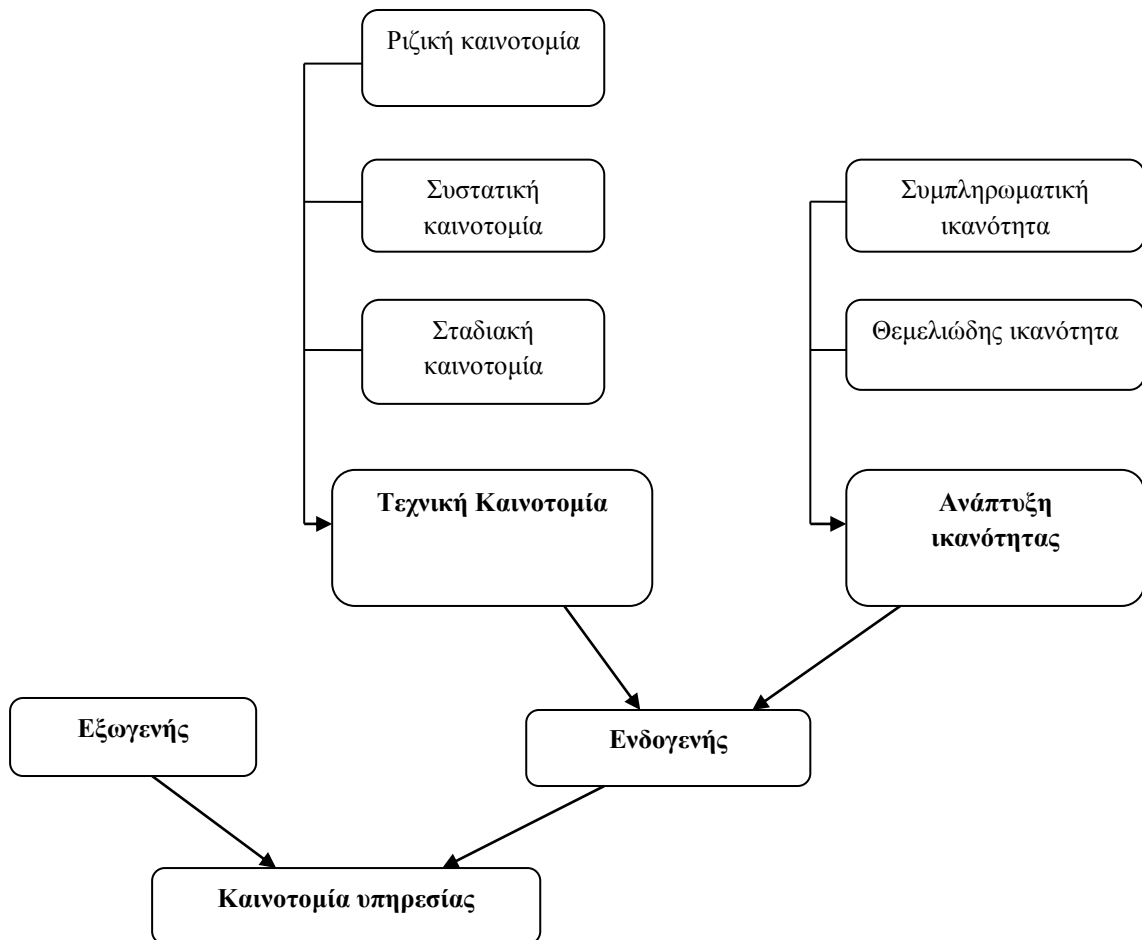 Ριζική καινοτομία
Συστατική
καινοτομία
Συμπληρωματική
ικανότητα
Σταδιακή
καινοτομία
Θεμελιώδης ικανότητα
Τεχνική Καινοτομία
Ανάπτυξη
ικανότητας
Εξωγενής
Ενδογενής
Καινοτομία υπηρεσίας